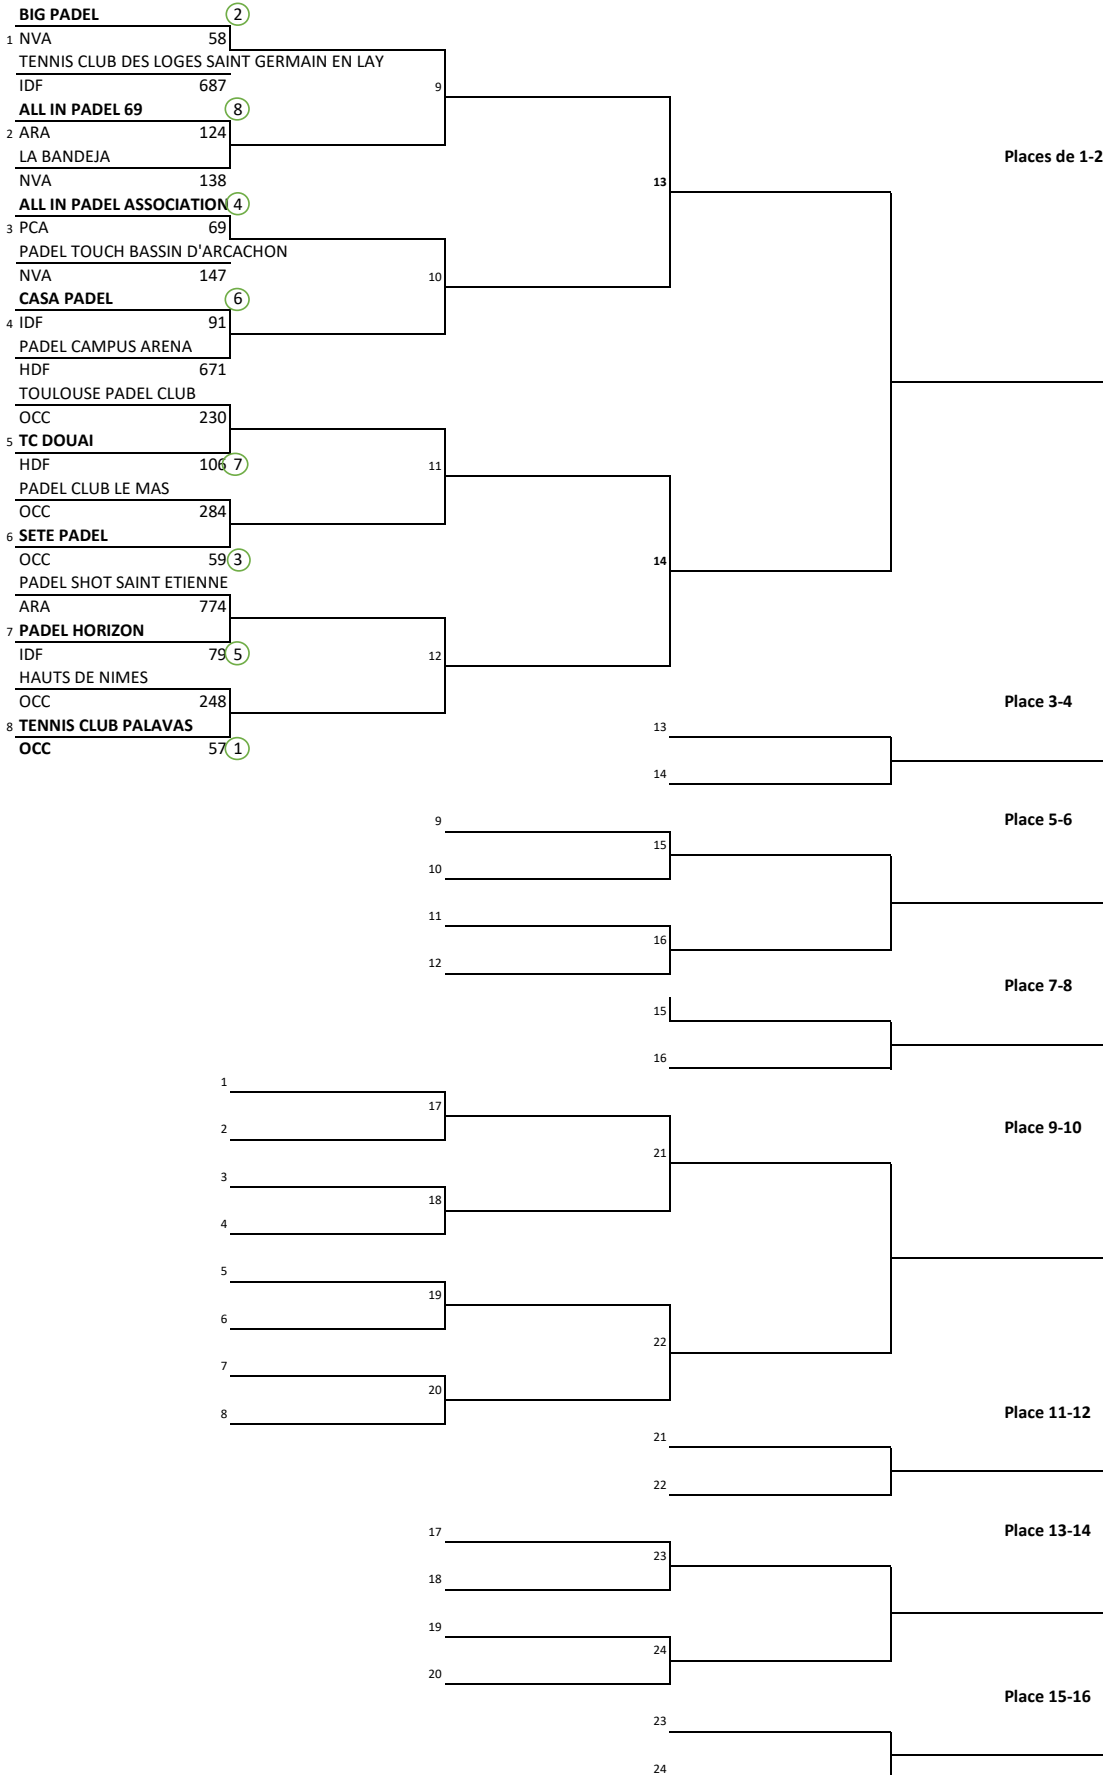 BIG PADEL 2
1 NVA 58
TENNIS CLUB DES LOGES SAINT GERMAIN EN LAY
IDF 687
9
ALL IN PADEL 69 8
2 ARA 124
LA BANDEJA
Places de 1-2
NVA 138
13
ALL IN PADEL ASSOCIATION 4
3 PCA 69
PADEL TOUCH BASSIN D'ARCACHON
NVA 147
10
CASA PADEL 6
4 IDF 91
PADEL CAMPUS ARENA
HDF 671
TOULOUSE PADEL CLUB
OCC 230
5 TC DOUAI
HDF 106 7
11
PADEL CLUB LE MAS
OCC 284
6 SETE PADEL
OCC 59 3
14
PADEL SHOT SAINT ETIENNE
ARA 774
7 PADEL HORIZON
IDF 79 5
12
HAUTS DE NIMES
OCC 248
Place 3-4
8 TENNIS CLUB PALAVAS
13
OCC 57 1
14
Place 5-6
9
15
10
11
16
12
Place 7-8
15
16
1
17
2
Place 9-10
21
3
18
4
5
19
6
22
7
20
8
Place 11-12
21
22
Place 13-14
17
23
18
19
24
20
Place 15-16
23
24